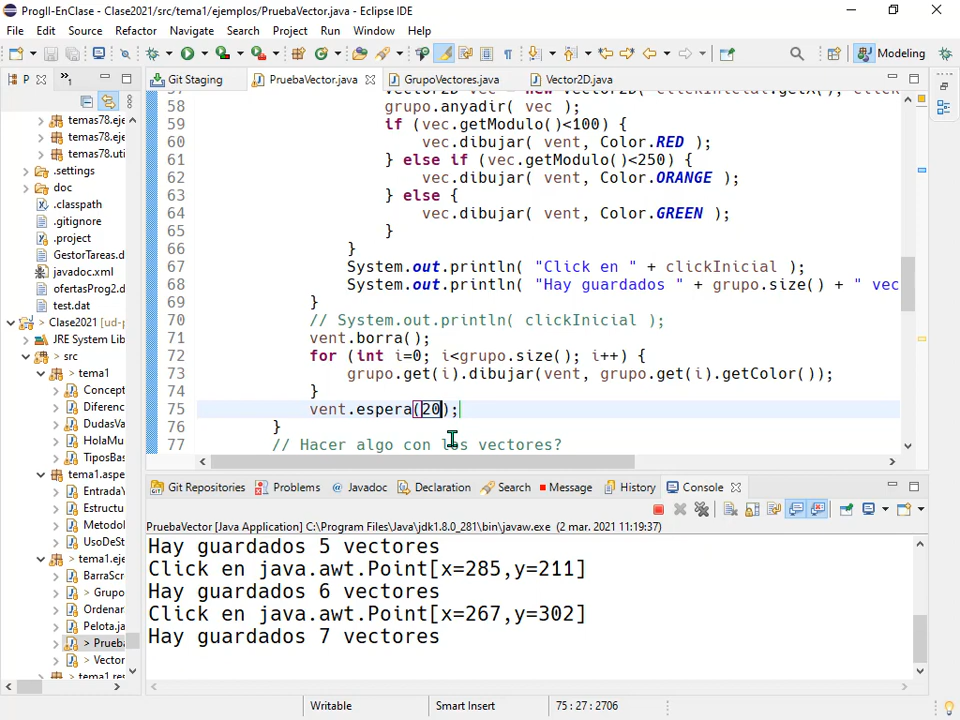 ProgII-EnClase - Clase2021/src/tema1/ejemplos/PruebaVector.java - Eclipse IDE
File Edit Source Refactor Navigate Search Project Run Window Help
Modeling
P
»1
Git Staging
PruebaVector.java
GrupoVectores.java
Vector2D.java
temas78.eje
temas78.eje
temas78.uti
.settings
doc
.classpath
.gitignore
.project
GestorTareas.d
javadoc.xml
ofertasProg2.d
test.dat
Clase2021 [ud-p
JRE System Lib
> src
tema1
Concept
Diferenc
DudasVa
HolaMu
TiposBas
tema1.aspe
EntradaY
Estructu
Metodol
UsoDeSt
tema1.eje
BarraScr
> Grupo
Ordenar
Pelota.ja
> Prueba
Vector
58 grupo.anyadir( vec );
59 if (vec.getModulo()<100) {
60 vec.dibujar( vent, Color.RED );
61 } else if (vec.getModulo()<250) {
62 vec.dibujar( vent, Color.ORANGE );
63 } else {
64 vec.dibujar( vent, Color.GREEN );
65 }
66 }
67 System.out.println( "Click en " + clickInicial );
68 System.out.println( "Hay guardados " + grupo.size() + " vec
69 }
70 // System.out.println( clickInicial );
71 vent.borra();
72 for (int i=0; i<grupo.size(); i++) {
73 grupo.get(i).dibujar(vent, grupo.get(i).getColor());
74 }
75 vent.espera(20);
76 }
77 // Hacer algo con los vectores?
Git Repositories
Problems
@ Javadoc
Declaration
Search
Message
History
Console
PruebaVector [Java Application] C:\Program Files\Java\jdk1.8.0_281\bin\javaw.exe (2 mar. 2021 11:19:37)
Hay guardados 5 vectores
Click en java.awt.Point[x=285,y=211]
Hay guardados 6 vectores
Click en java.awt.Point[x=267,y=302]
Hay guardados 7 vectores
Writable
Smart Insert
75 : 27 : 2706